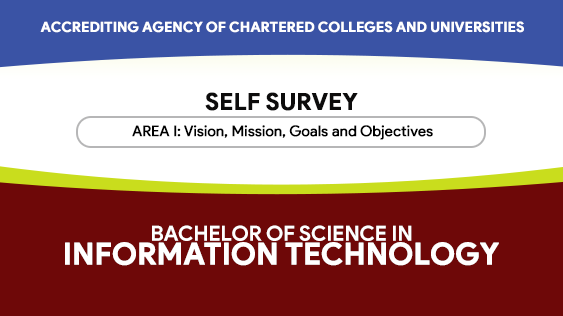 ACCREDITING AGENCY OF CHARTERED COLLEGES AND UNIVERSITIES
SELF SURVEY
AREA I: Vision, Mission, Goals and Objectives
BACHELOR OF SCIENCE IN
INFORMATION TECHNOLOGY